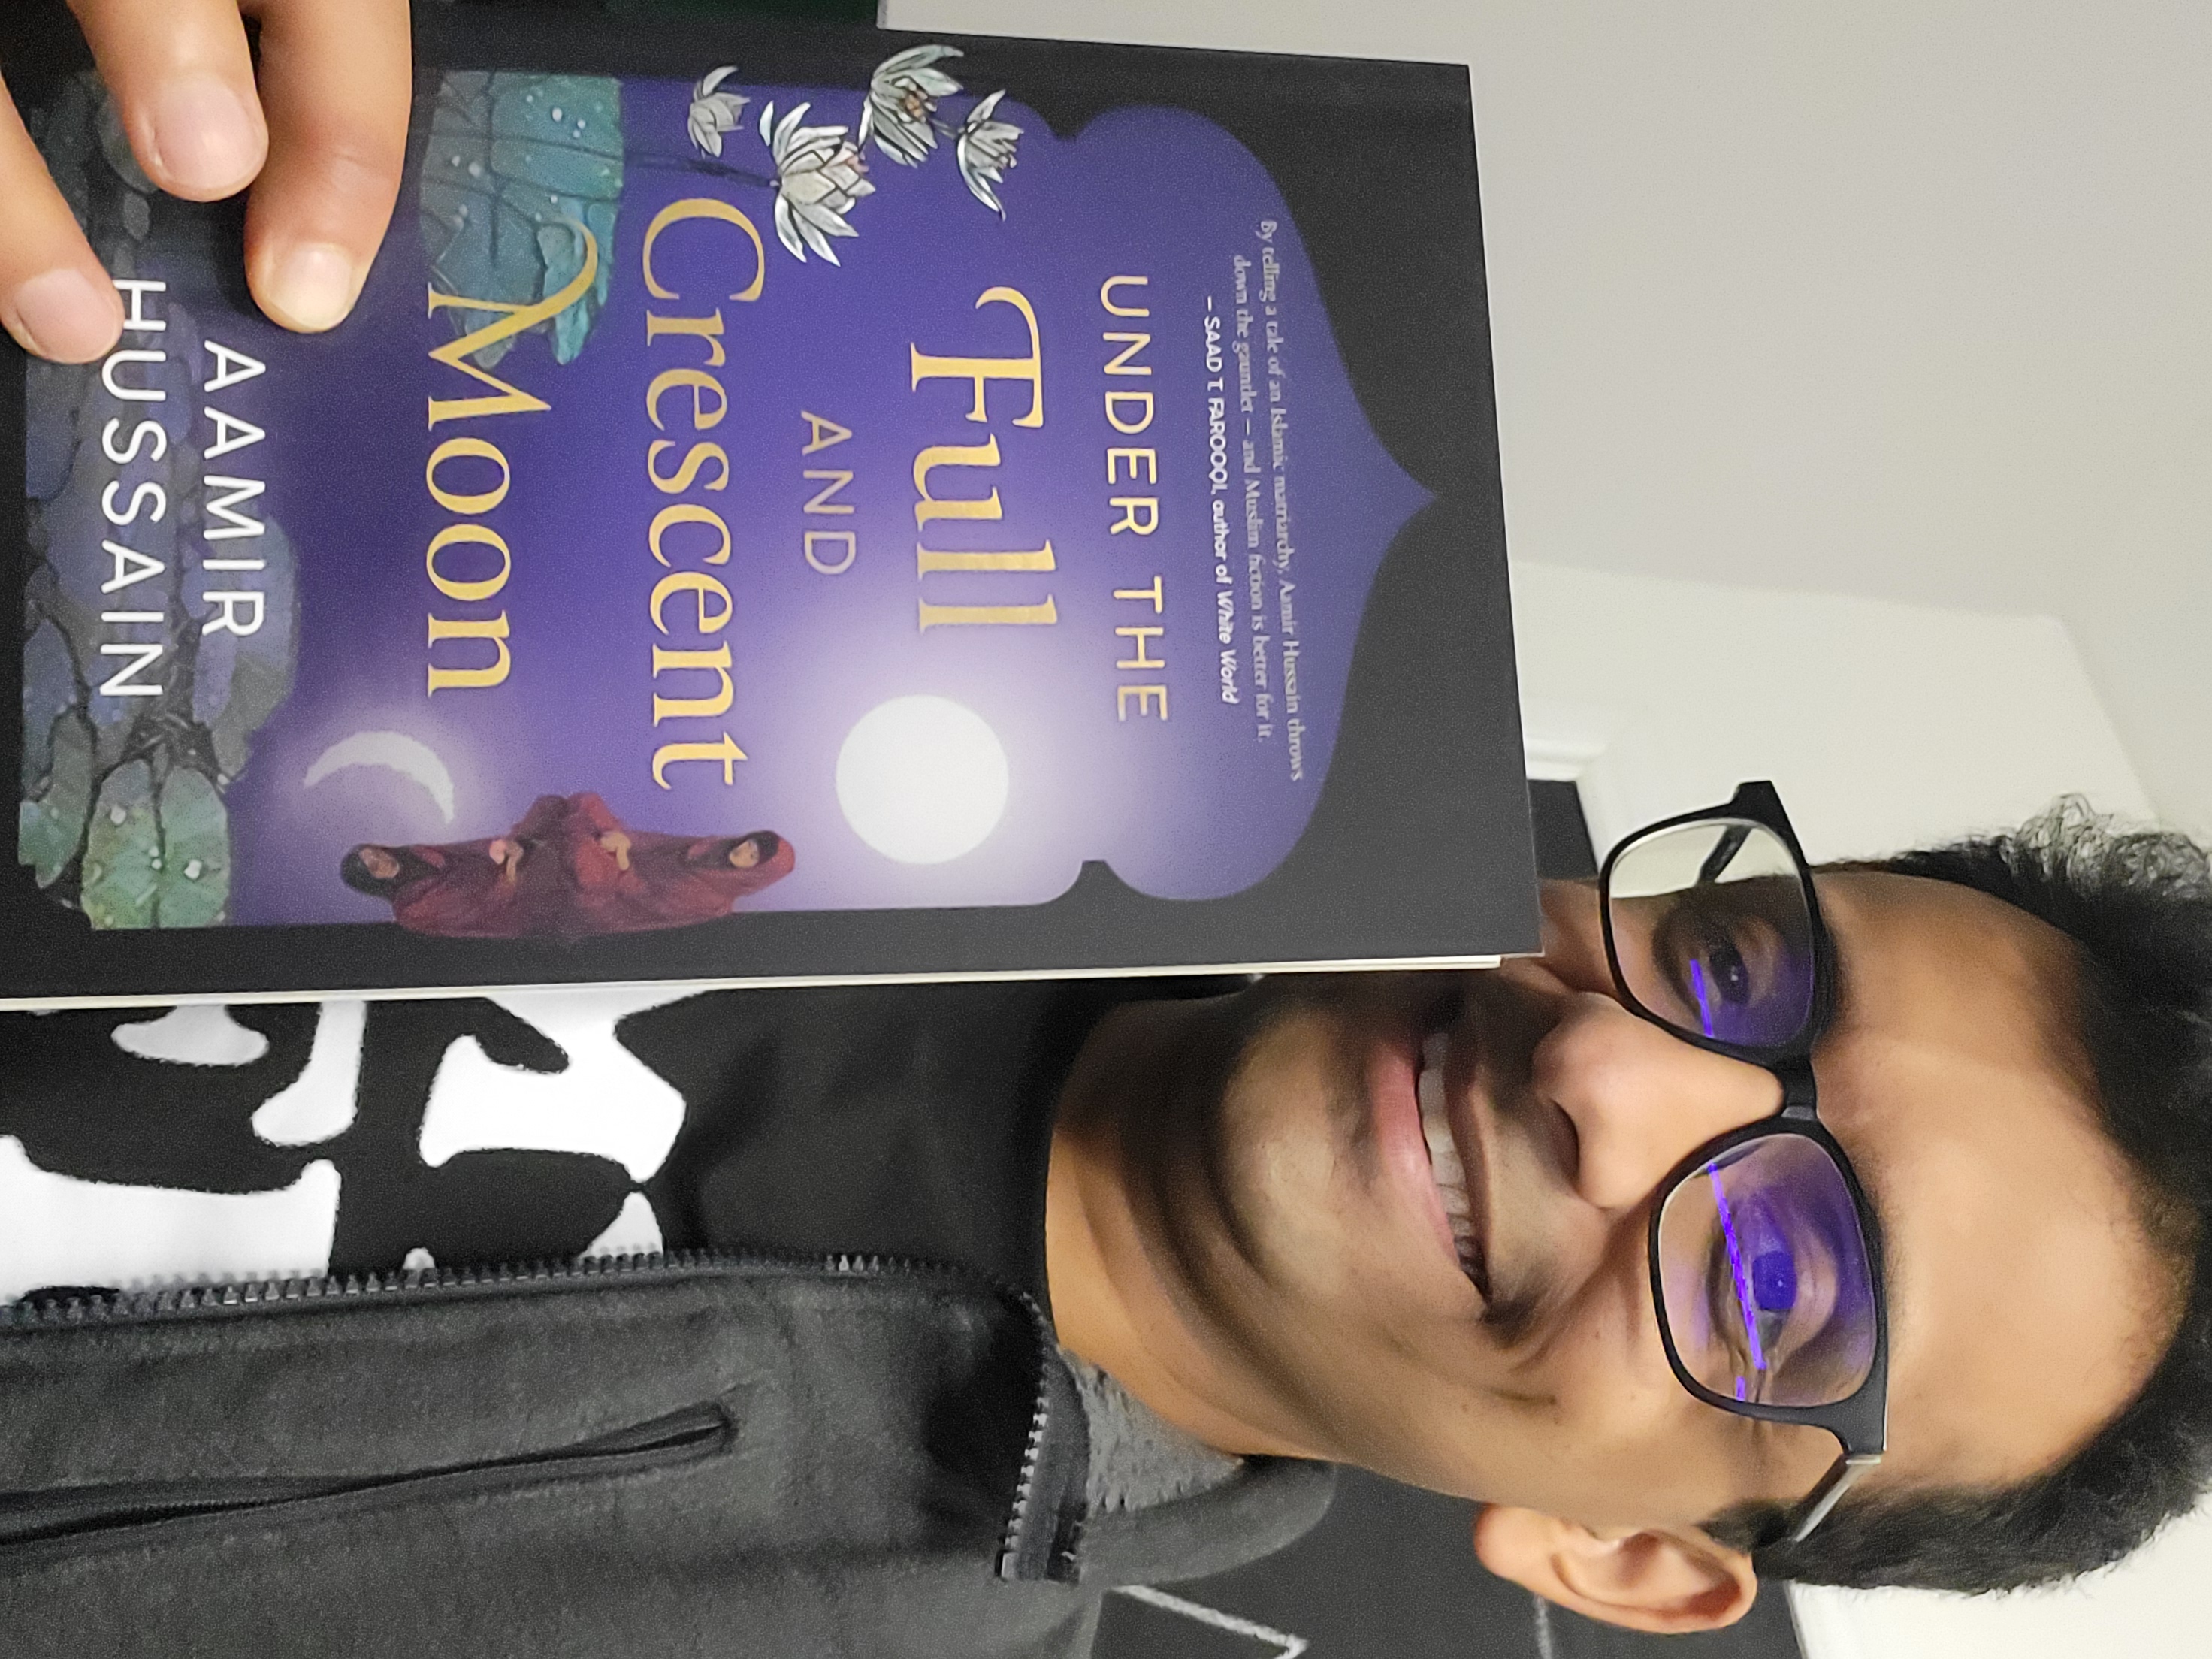 By telling a tale of an Islamic matriarchy, Aamir Hussain throws
down the gauntlet — and Muslim fiction is better for it.
— SAAD T. FAROOQI, author of White World
UNDER THE
Full
AND
Crescent
Moon
AAMIR
HUSSAIN